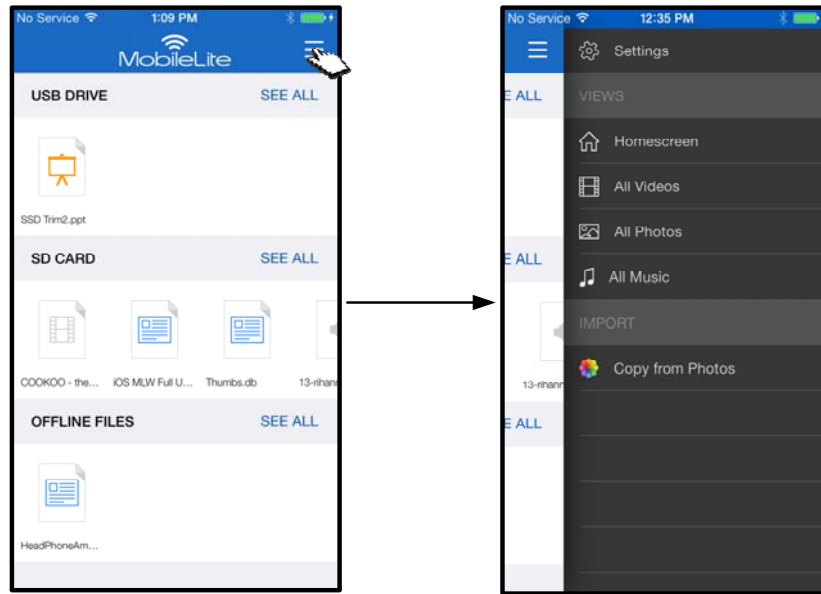 No Service 1:09 PM
MobileLite
USB DRIVE SEE ALL
SSD Trim2.ppt
SD CARD SEE ALL
COOKOO - the... iOS MLW Full U... Thumbs.db 13-rihann
OFFLINE FILES SEE ALL
HeadPhoneAm...
No Service 12:35 PM
Settings
E ALL VIEWS
Homescreen
All Videos
All Photos
E ALL
All Music
IMPORT
13-rihann Copy from Photos
E ALL